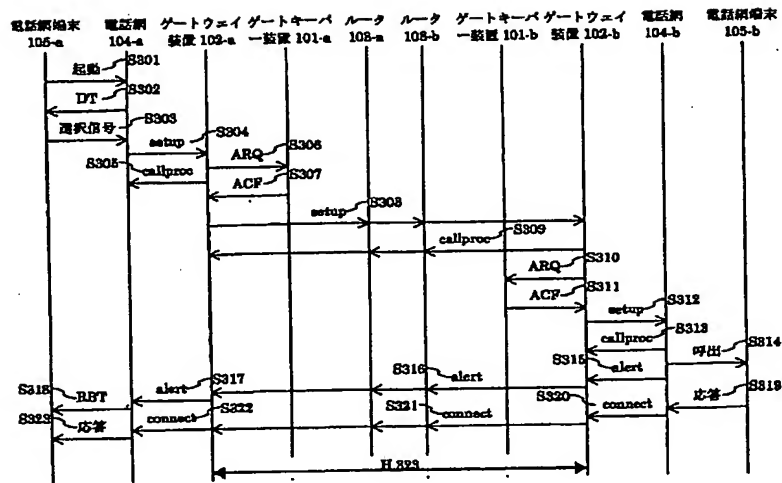 電話網端末 電話網 ゲートウェイ ゲートキーパ ルータ ルータ ゲートキーパ ゲートウェイ 電話網 電話網端末
105-a 104-a 装置 102-a ー装置 101-a 103-a 103-b ー装置 101-b 装置 102-b 104-b 105-b
起動 S301
DT S302
選択信号 S303
setup S304
S305 callproc
ARQ S306
ACF S307
setup S308
callproc S309
ARQ S310
ACF S311
setup S312
callproc S313
呼出 S314
S315 alert
S316 alert
alert S317
S318 RBT
応答 S319
S320 connect
S321 connect
connect S322
S323 応答
H.323